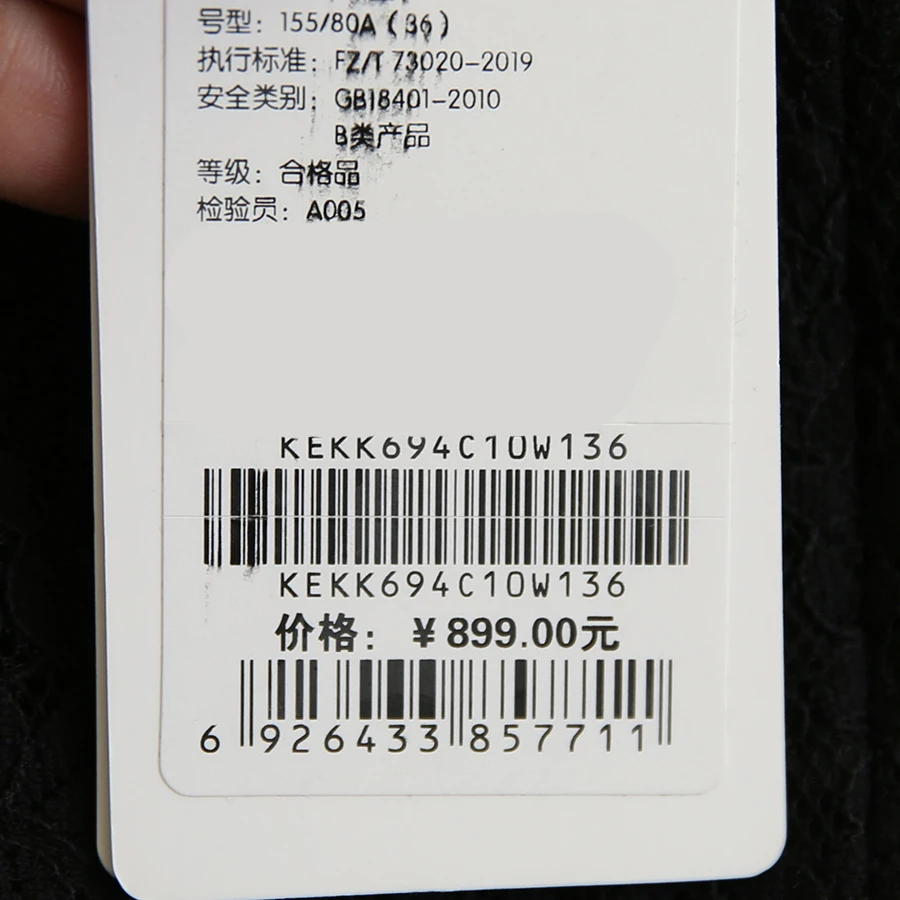 号型：155/80A（36）
执行标准：FZ/T 73020-2019
安全类别：GB18401-2010
B类产品
等级：合格品
检验员：A005
KEKK694C10W136
KEKK694C10W136
价格：￥899.00元
6 926433 857711